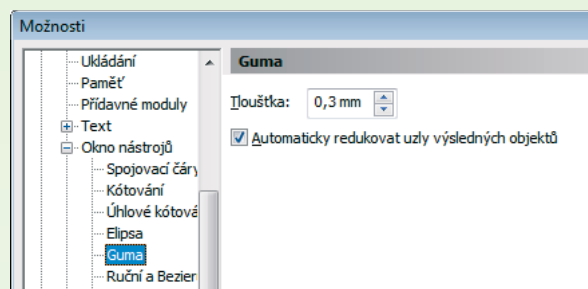 Možnosti
Ukládání
Paměť
Přídavné moduly
Text
Okno nástrojů
Spojovací čáry
Kótování
Úhlové kótová
Elipsa
Guma
Ruční a Bezier
Guma
Tloušťka: 0,3 mm
Automaticky redukovat uzly výsledných objektů